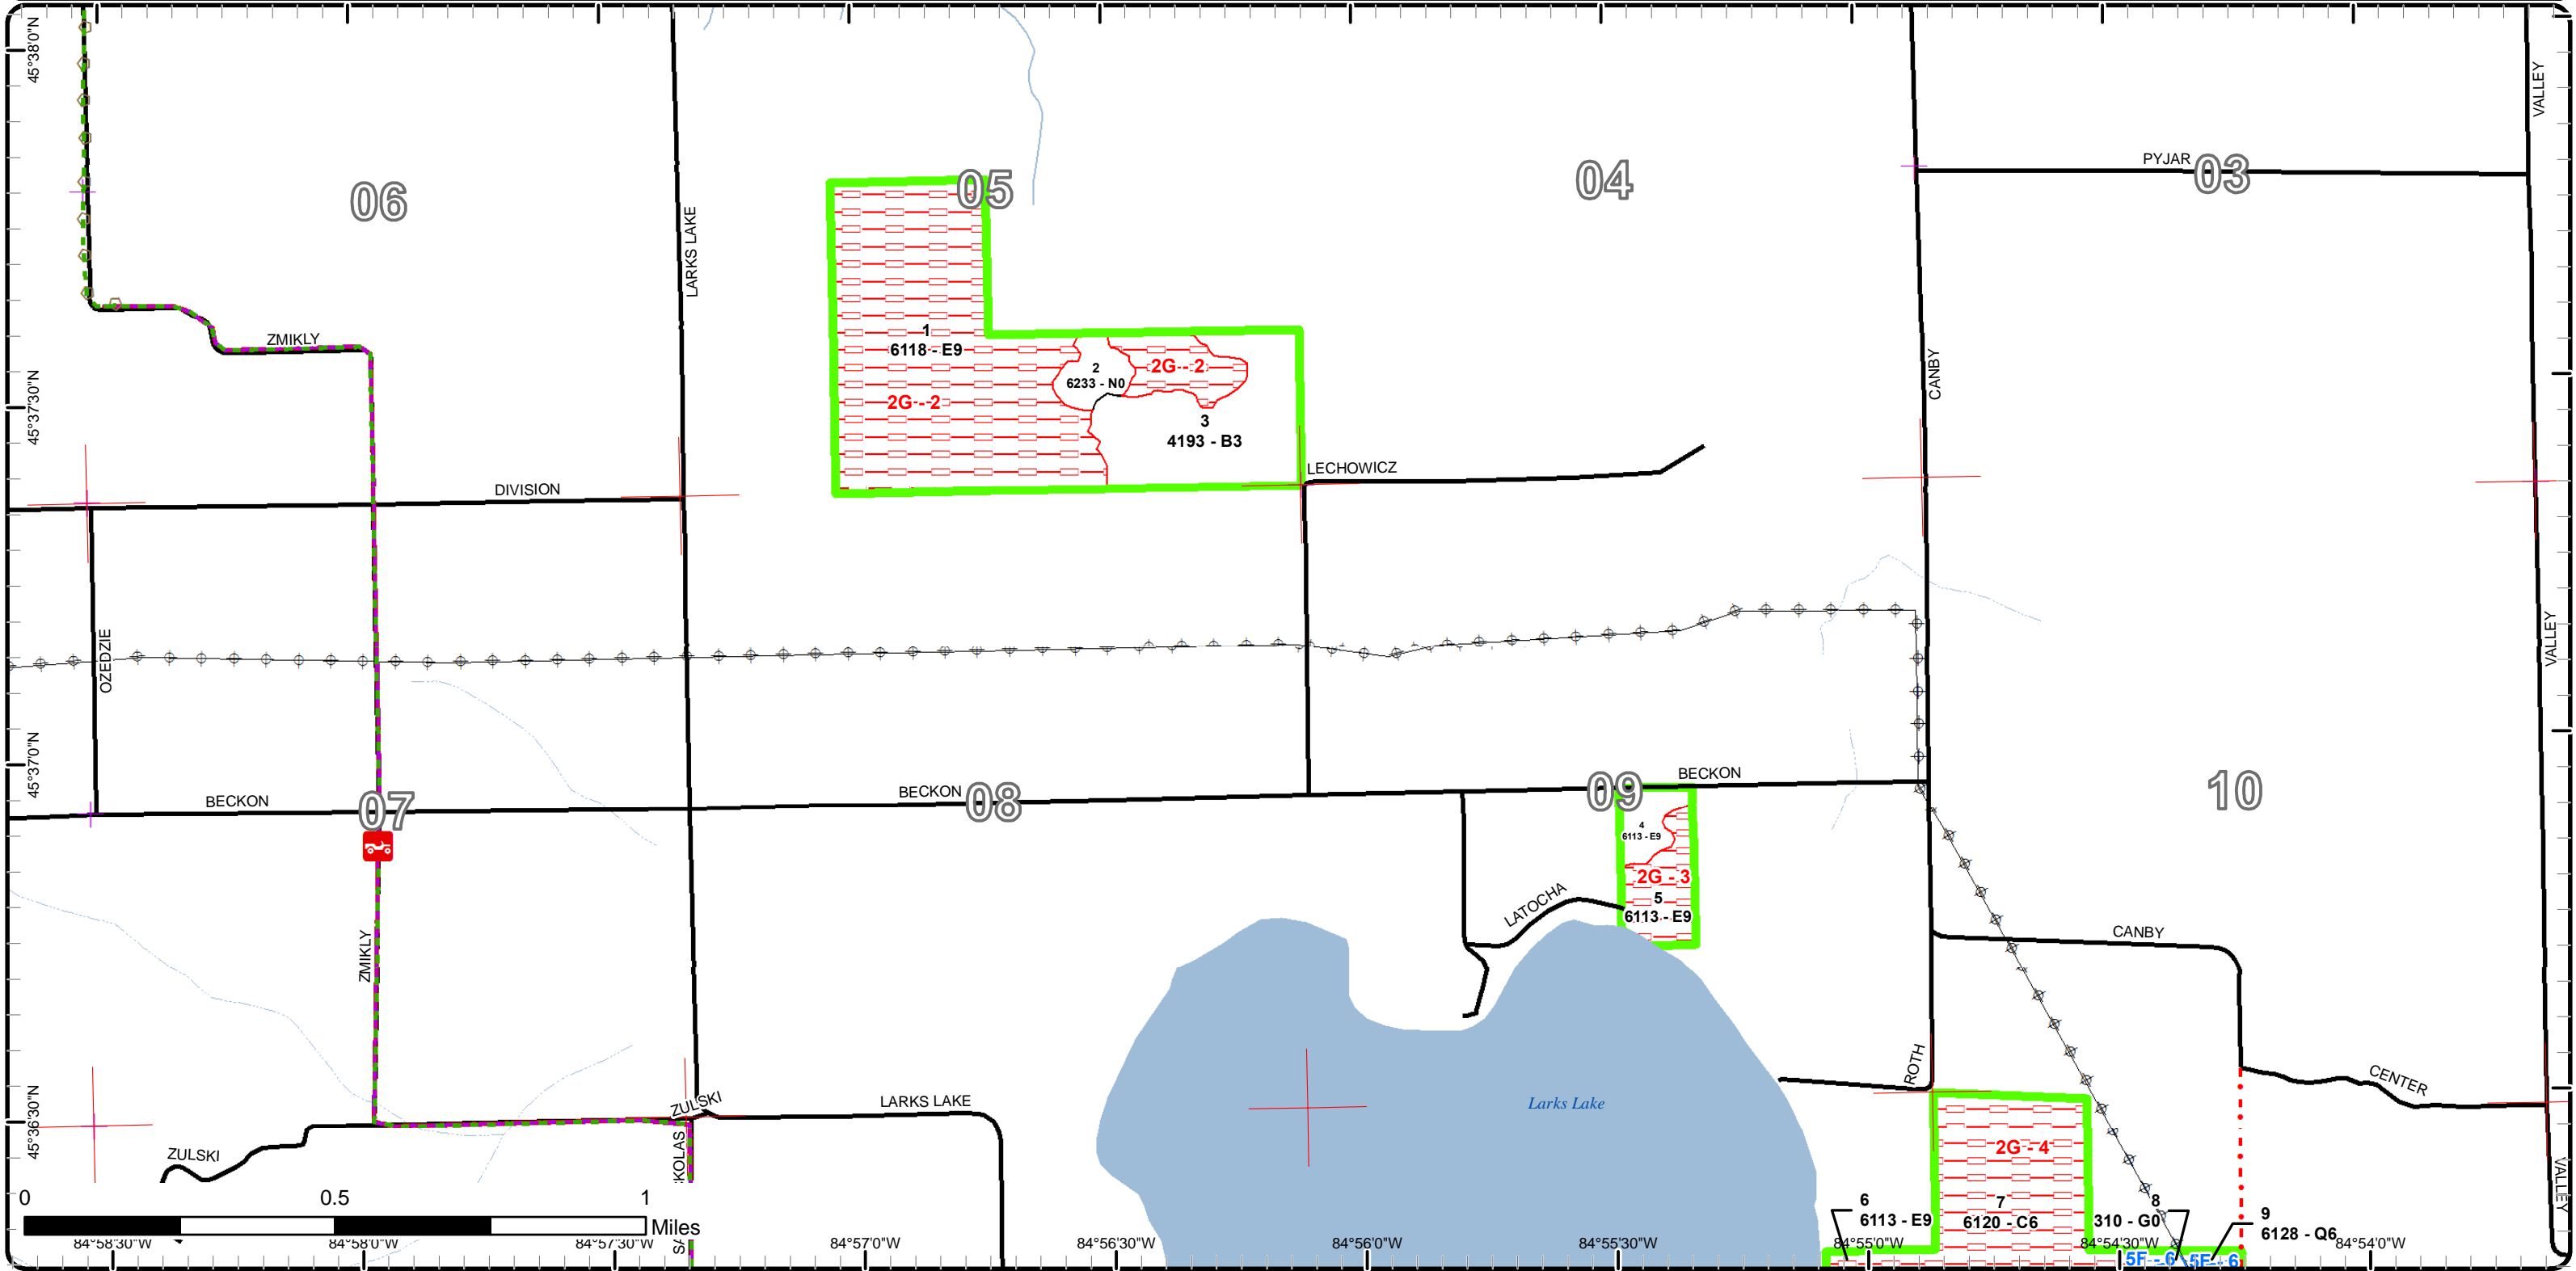 45°38'0"N
VALLEY
PYJAR
03
04
05
06
LARKS LAKE
ZMIKLY
1
6118 - E9
2
6233 - N0
2G - 2
2G - 2
3
4193 - B3
CANBY
45°37'30"N
LECHOWICZ
DIVISION
OZEDZIE
VALLEY
45°37'0"N
BECKON
07
BECKON
08
09
BECKON
10
4
6113 - E9
2G - 3
5
6113 - E9
LATOCHA
CANBY
ZMIKLY
ROTH
CENTER
45°36'30"N
ZULSKI
LARKS LAKE
Larks Lake
ZULSKI
KOLAS
2G - 4
VALLEY
0 0.5 1
Miles
6
6113 - E9
7
6120 - C6
8
310 - G0
9
6128 - Q6
SA
84°58'30"W 84°58'0"W 84°57'30"W 84°57'0"W 84°56'30"W 84°56'0"W 84°55'30"W 84°55'0"W 84°54'30"W 84°54'0"W
5F - 6 5F - 6